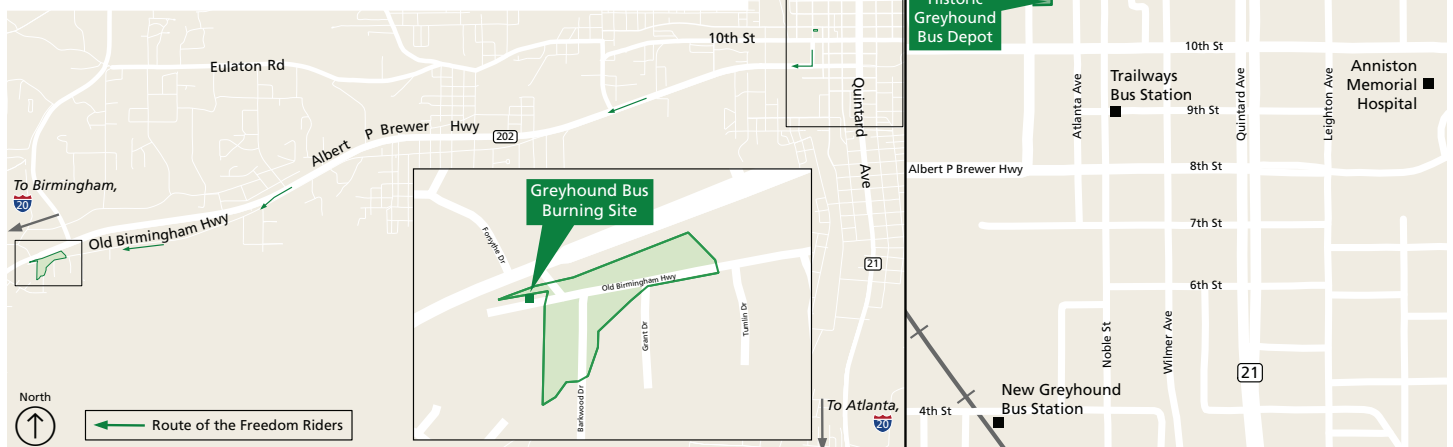 10th St
Eulaton Rd
Quintard
Ave
Albert
P Brewer
Hwy
202
To Birmingham,
20
Old Birmingham Hwy
21
Greyhound Bus
Burning Site
Forsythe Dr
Old Birmingham Hwy
Grant Dr
Tumlin Dr
Barkwood Dr
North
Route of the Freedom Riders
To Atlanta,
20
Historic
Greyhound
Bus Depot
10th St
Trailways
Bus Station
Anniston
Memorial
Hospital
Atlanta Ave
9th St
Quintard Ave
Leighton Ave
Albert P Brewer Hwy
8th St
7th St
6th St
Noble St
Wilmer Ave
21
New Greyhound
Bus Station
4th St